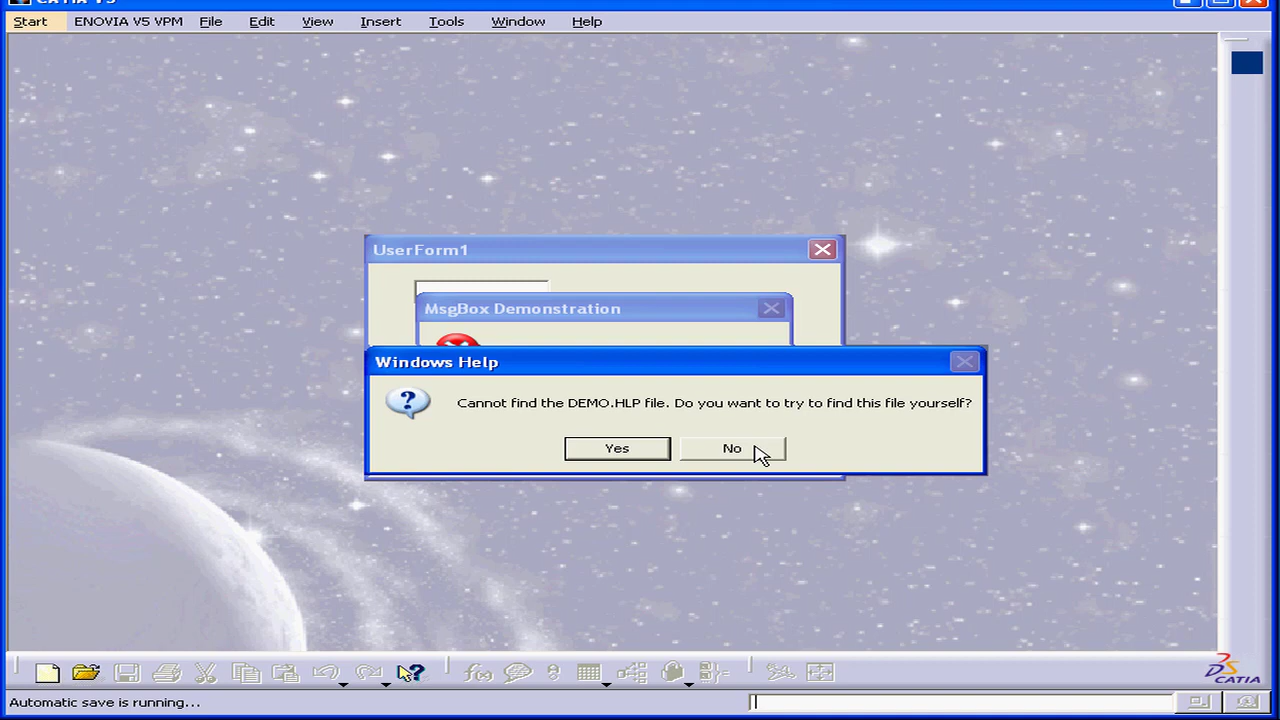 CATIA V5
Start ENOVIA V5 VPM File Edit View Insert Tools Window Help
UserForm1
MsgBox Demonstration
Windows Help
Cannot find the DEMO.HLP file. Do you want to try to find this file yourself?
Yes No
CATIA
Automatic save is running...